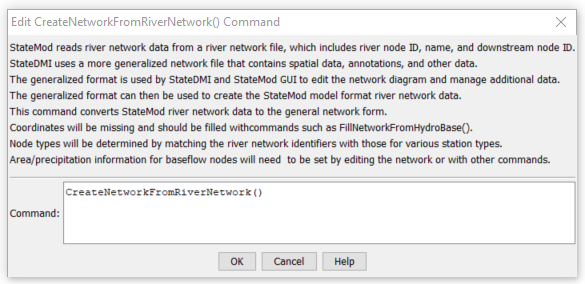 Edit CreateNetworkFromRiverNetwork() Command
StateMod reads river network data from a river network file, which includes river node ID, name, and downstream node ID.
StateDMI uses a more generalized network file that contains spatial data, annotations, and other data.
The generalized format is used by StateDMI and StateMod GUI to edit the network diagram and manage additional data.
The generalized format can then be used to create the StateMod model format river network data.
This command converts StateMod river network data to the general network form.
Coordinates will be missing and should be filled withcommands such as FillNetworkFromHydroBase().
Node types will be determined by matching the river network identifiers with those for various station types.
Area/precipitation information for baseflow nodes will need  to be set by editing the network or with other commands.
Command: CreateNetworkFromRiverNetwork()
OK Cancel Help